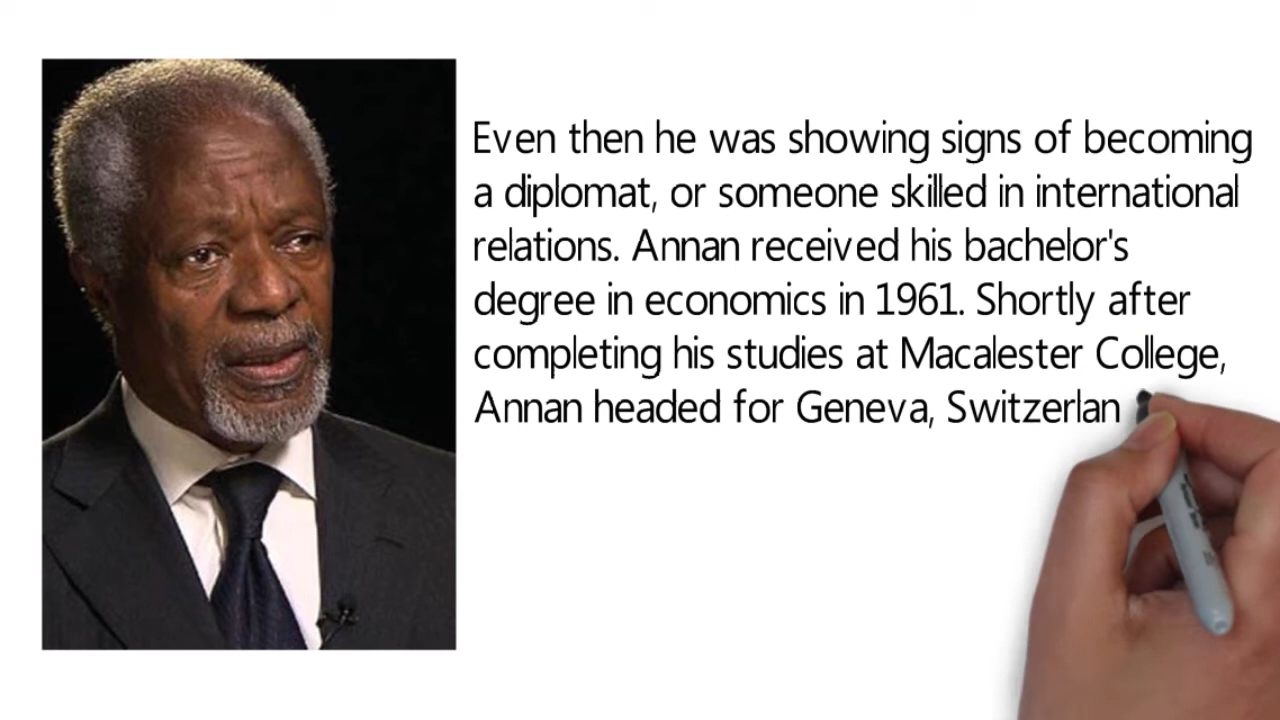 Even then he was showing signs of becoming
a diplomat, or someone skilled in international
relations. Annan received his bachelor's
degree in economics in 1961. Shortly after
completing his studies at Macalester College,
Annan headed for Geneva, Switzerlan